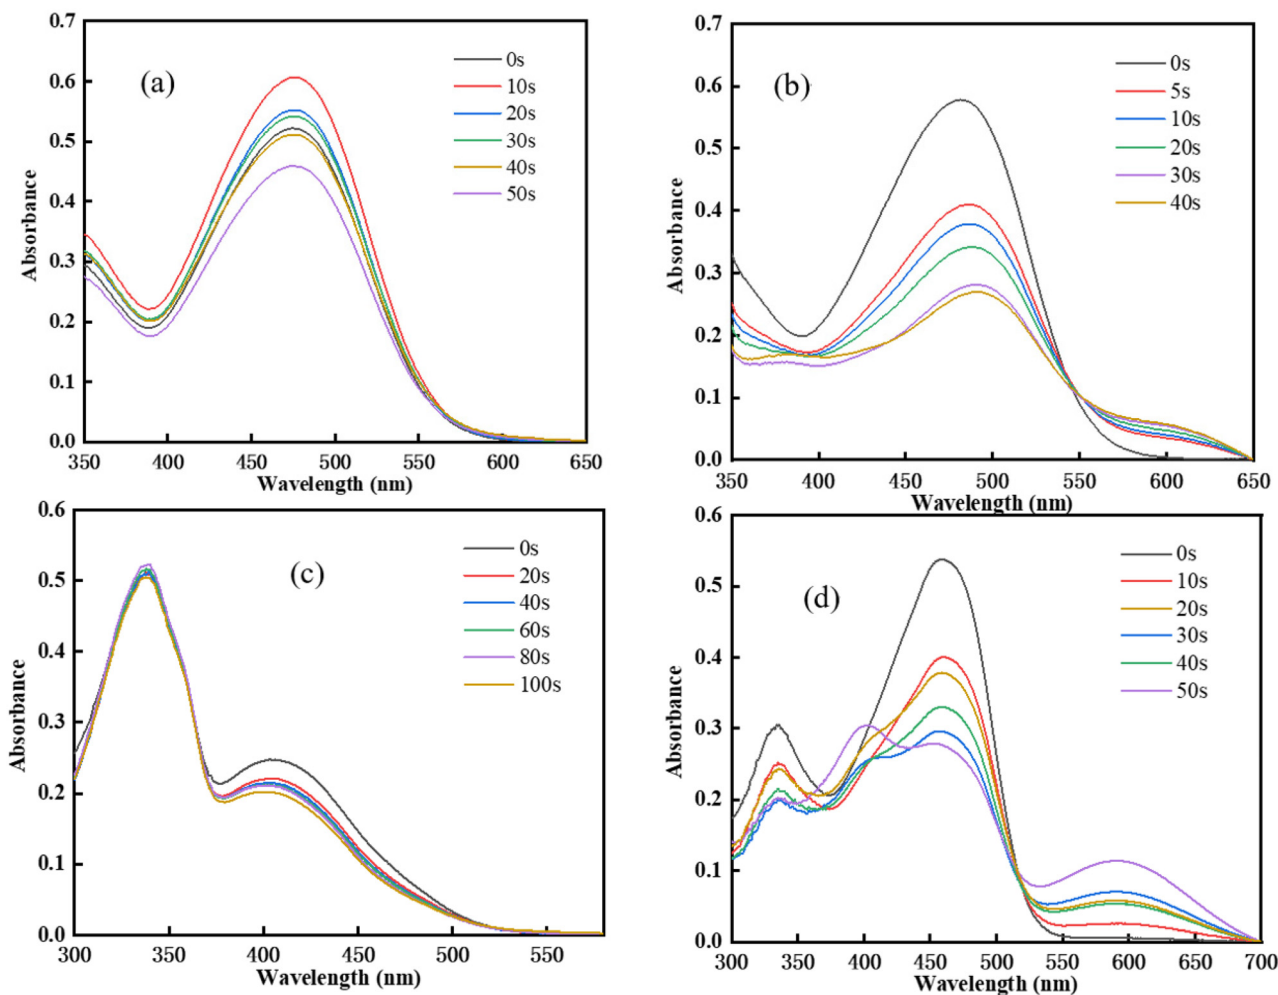 (a)
0.7
0.6
0.5
0.4
0.3
0.2
0.1
0.0
Absorbance
350 400 450 500 550 600 650
Wavelength (nm)
0s
10s
20s
30s
40s
50s
(b)
0.7
0.6
0.5
0.4
0.3
0.2
0.1
0.0
Absorbance
350 400 450 500 550 600 650
Wavelength (nm)
0s
5s
10s
20s
30s
40s
(c)
0.6
0.5
0.4
0.3
0.2
0.1
0.0
Absorbance
300 350 400 450 500 550
Wavelength (nm)
0s
20s
40s
60s
80s
100s
(d)
0.6
0.5
0.4
0.3
0.2
0.1
0.0
Absorbance
300 350 400 450 500 550 600 650 700
Wavelength (nm)
0s
10s
20s
30s
40s
50s